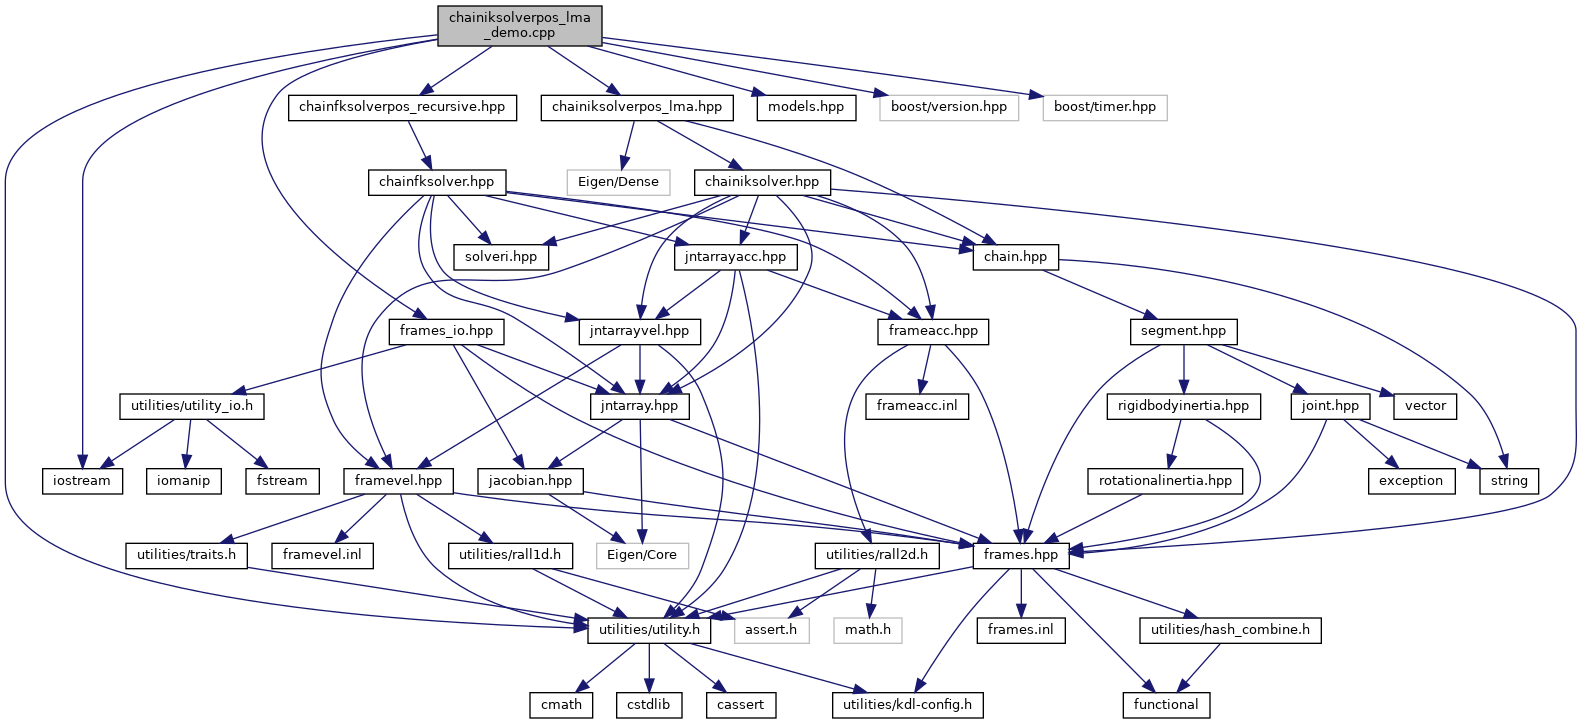 chainiksolverpos_lma
_demo.cpp
chainfksolverpos_recursive.hpp
chainiksolverpos_lma.hpp
models.hpp
boost/version.hpp
boost/timer.hpp
chainfksolver.hpp
Eigen/Dense
chainiksolver.hpp
solveri.hpp
jntarrayacc.hpp
chain.hpp
frames_io.hpp
jntarrayvel.hpp
frameacc.hpp
segment.hpp
utilities/utility_io.h
jntarray.hpp
frameacc.inl
rigidbodyinertia.hpp
joint.hpp
vector
iostream
iomanip
fstream
framevel.hpp
jacobian.hpp
rotationalinertia.hpp
exception
string
utilities/traits.h
framevel.inl
utilities/rall1d.h
Eigen/Core
utilities/rall2d.h
frames.hpp
utilities/utility.h
assert.h
math.h
frames.inl
utilities/hash_combine.h
cmath
cstdlib
cassert
utilities/kdl-config.h
functional